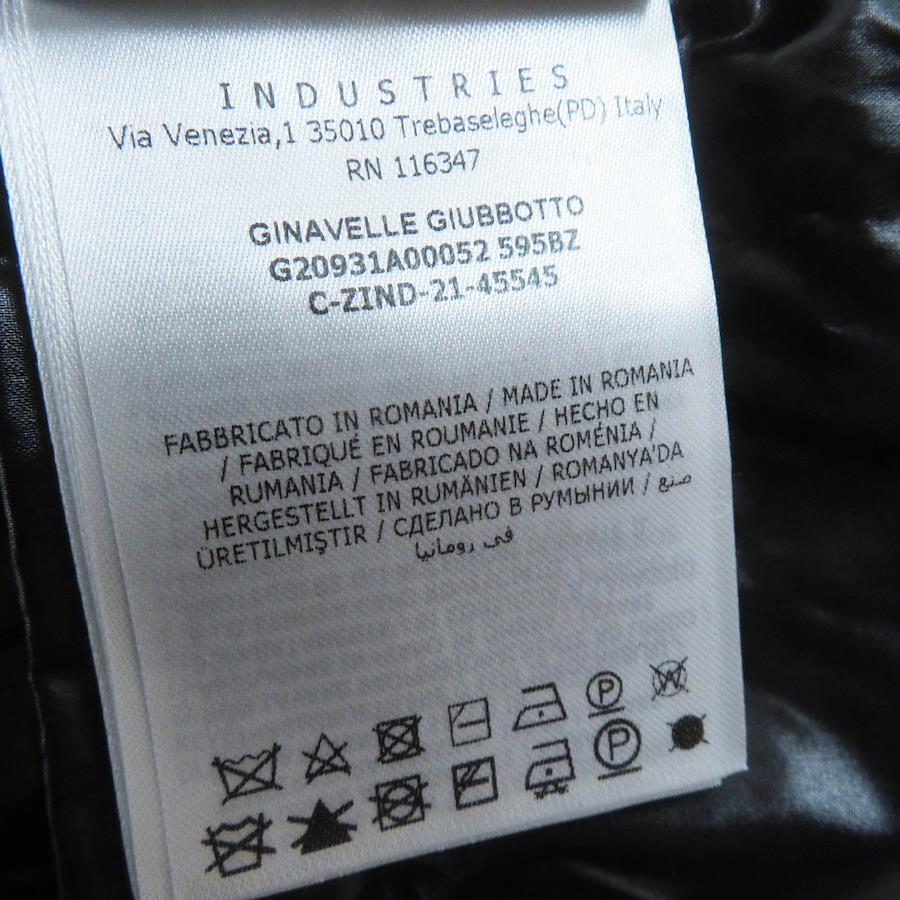 INDUSTRIES
Via Venezia,1 35010 Trebaseleghe(PD) Italy
RN 116347
GINAVELLE GIUBBOTTO
G20931A00052 595BZ
C-ZIND-21-45545
FABBRICATO IN ROMANIA / MADE IN ROMANIA
/ FABRIQUÉ EN ROUMANIE / HECHO EN
RUMANIA / FABRICADO NA ROMÉNIA /
HERGESTELLT IN RUMÄNIEN / ROMANYA'DA
ÜRETILMIŞTIR / СДЕЛАНО В РУМЫНИИ / صنع
في رومانيا
P W
P